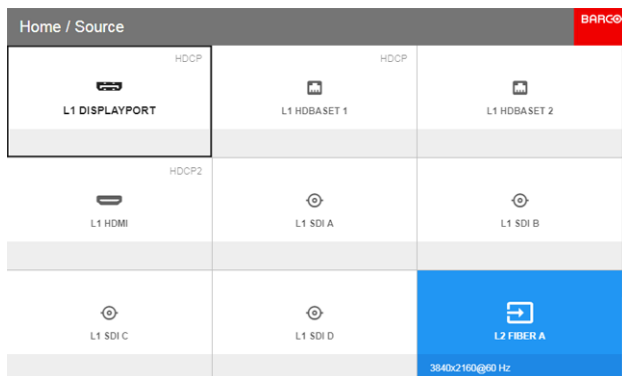 Home / Source
BARCO
HDCP
L1 DISPLAYPORT
HDCP
L1 HDBASET 1
L1 HDBASET 2
HDCP2
L1 HDMI
L1 SDI A
L1 SDI B
L1 SDI C
L1 SDI D
L2 FIBER A
3840x2160@60 Hz